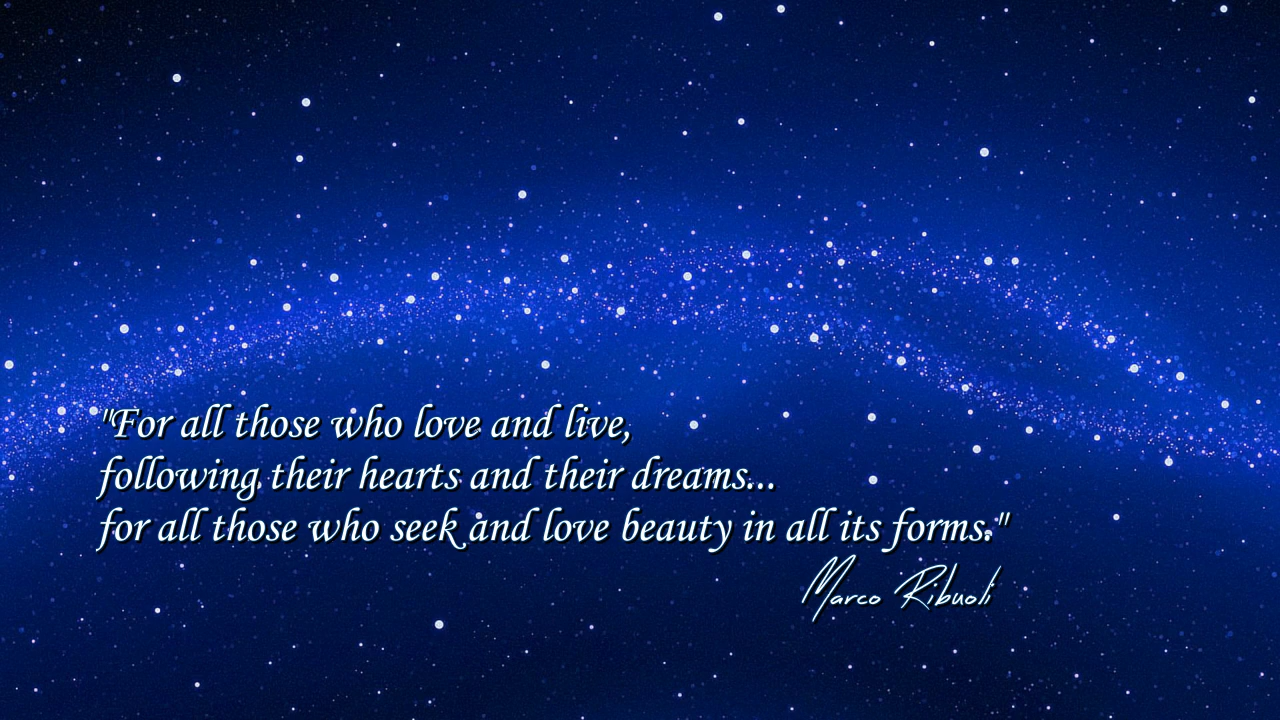 "For all those who love and live,
following their hearts and their dreams...
for all those who seek and love beauty in all its forms."
Marco Ribuoli